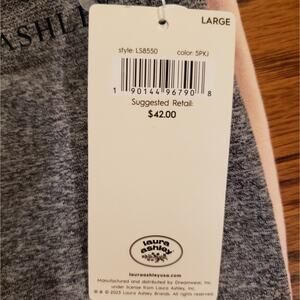 ASHLE
LARGE
style: LS8550 color: 5PKJ
1 90144 96790 8
Suggested Retail:
$42.00
laura
ashley
lauraashleyusa.com
Manufactured and distributed by Dreamwear, Inc.
under license from Laura Ashley, Inc.
® & © 2023 Laura Ashley Brands. All rights reserved.